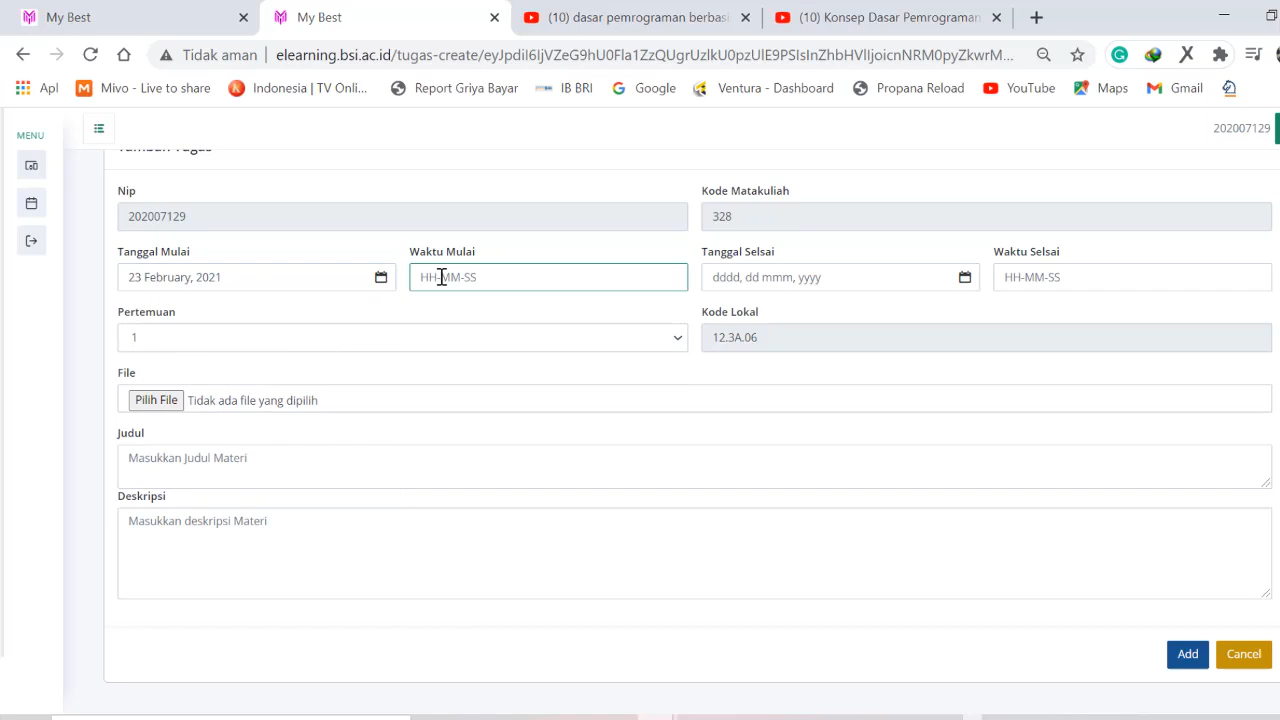 My Best
My Best
(10) dasar pemrograman berbasi
(10) Konsep Dasar Pemrograman
Tidak aman
elearning.bsi.ac.id/tugas-create/
Apl
Mivo - Live to share
Indonesia | TV Onli...
Report Griya Bayar
IB BRI
Google
Ventura - Dashboard
Propana Reload
YouTube
Maps
Gmail
MENU
202007129
Nip
Kode Matakuliah
202007129
328
Tanggal Mulai
Waktu Mulai
Tanggal Selsai
Waktu Selsai
23 February, 2021
HH-MM-SS
dddd, dd mmm, yyyy
HH-MM-SS
Pertemuan
Kode Lokal
1
12.3A.06
File
Pilih File
Tidak ada file yang dipilih
Judul
Masukkan Judul Materi
Deskripsi
Masukkan deskripsi Materi
Add
Cancel